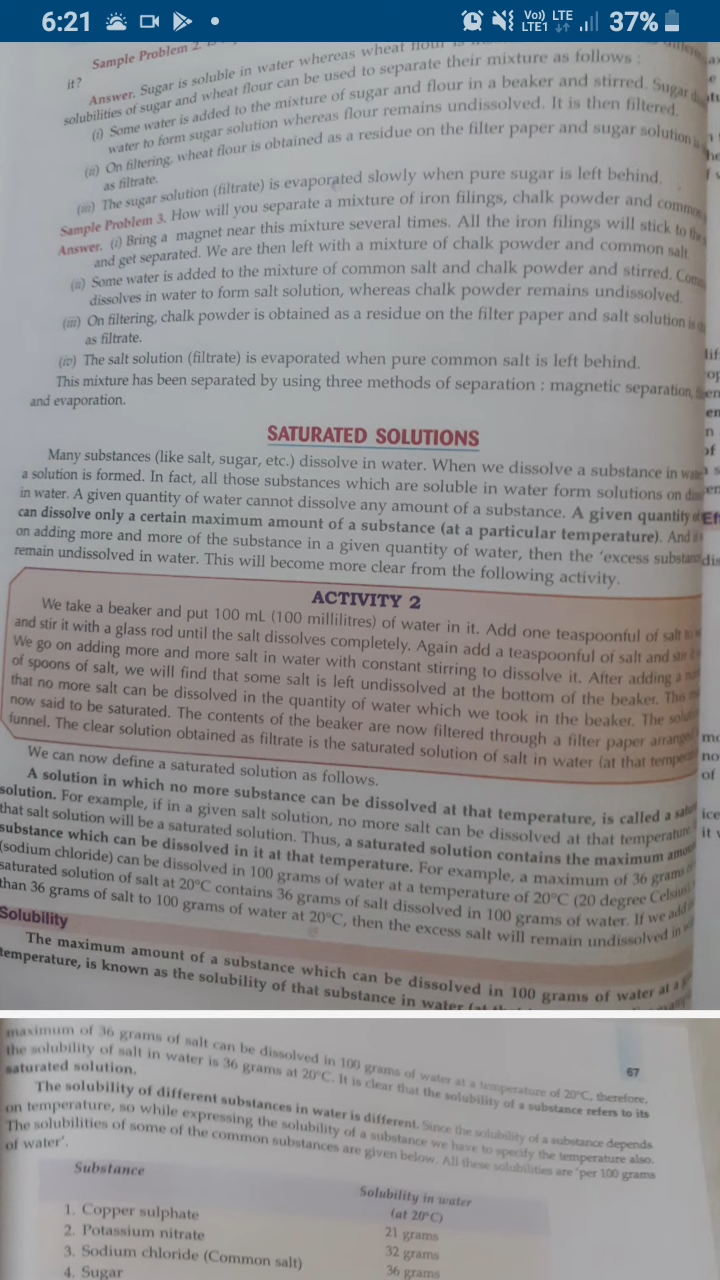 6:21
Vo)) LTE
LTE1
37%
Sample Problem 2.
it?
Answer. Sugar is soluble in water whereas wheat flour is
solubilities of sugar and wheat flour can be used to separate their mixture as follows :
(i) Some water is added to the mixture of sugar and flour in a beaker and stirred. Sugar
water to form sugar solution whereas flour remains undissolved. It is then filtered.
(ii) On filtering, wheat flour is obtained as a residue on the filter paper and sugar solution
as filtrate.
(iii) The sugar solution (filtrate) is evaporated slowly when pure sugar is left behind.
Sample Problem 3. How will you separate a mixture of iron filings, chalk powder and
Answer. (i) Bring a magnet near this mixture several times. All the iron filings will stick to
and get separated. We are then left with a mixture of chalk powder and common salt.
(ii) Some water is added to the mixture of common salt and chalk powder and stirred.
dissolves in water to form salt solution, whereas chalk powder remains undissolved.
(iii) On filtering, chalk powder is obtained as a residue on the filter paper and salt solution is
as filtrate.
(iv) The salt solution (filtrate) is evaporated when pure common salt is left behind.
This mixture has been separated by using three methods of separation : magnetic separation,
and evaporation.
SATURATED SOLUTIONS
Many substances (like salt, sugar, etc.) dissolve in water. When we dissolve a substance in
a solution is formed. In fact, all those substances which are soluble in water form solutions on
in water. A given quantity of water cannot dissolve any amount of a substance. A given quantity
can dissolve only a certain maximum amount of a substance (at a particular temperature). And
on adding more and more of the substance in a given quantity of water, then the 'excess
remain undissolved in water. This will become more clear from the following activity.
ACTIVITY 2
We take a beaker and put 100 mL (100 millilitres) of water in it. Add one teaspoonful of salt
and stir it with a glass rod until the salt dissolves completely. Again add a teaspoonful of salt and
We go on adding more and more salt in water with constant stirring to dissolve it. After adding a
of spoons of salt, we will find that some salt is left undissolved at the bottom of the beaker. This
that no more salt can be dissolved in the quantity of water which we took in the beaker. The
now said to be saturated. The contents of the beaker are now filtered through a filter paper
funnel. The clear solution obtained as filtrate is the saturated solution of salt in water (at that
We can now define a saturated solution as follows.
A solution in which no more substance can be dissolved at that temperature, is called a
solution. For example, if in a given salt solution, no more salt can be dissolved at that temperature
that salt solution will be a saturated solution. Thus, a saturated solution contains the maximum
substance which can be dissolved in it at that temperature. For example, a maximum of 36 grams
(sodium chloride) can be dissolved in 100 grams of water at a temperature of 20°C (20 degree
saturated solution of salt at 20°C contains 36 grams of salt dissolved in 100 grams of water. If we add
than 36 grams of salt to 100 grams of water at 20°C, then the excess salt will remain undissolved in
Solubility
The maximum amount of a substance which can be dissolved in 100 grams of water at a
temperature, is known as the solubility of that substance in water
67
maximum of 36 grams of salt can be dissolved in 100 grams of water at a temperature of 20°C, therefore,
the solubility of salt in water is 36 grams at 20°C. It is clear that the solubility of a substance refers to its
saturated solution.
The solubility of different substances in water is different. Since the solubility of a substance depends
on temperature, so while expressing the solubility of a substance we have to specify the temperature also.
The solubilities of some of the common substances are given below. All these solubilities are 'per 100 grams
of water'.
Substance Solubility in water
(at 20°C)
1. Copper sulphate 21 grams
2. Potassium nitrate 32 grams
3. Sodium chloride (Common salt) 36 grams
4. Sugar